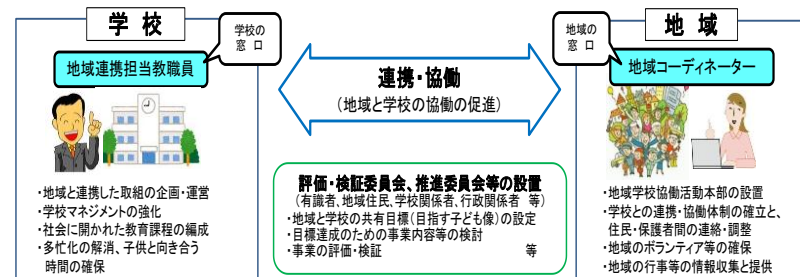 学校
学校の
窓口
地域連携担当教職員
・地域と連携した取組の企画・運営
・学校マネジメントの強化
・社会に開かれた教育課程の編成
・多忙化の解消、子供と向き合う
時間の確保
連携・協働
（地域と学校の協働の促進）
評価・検証委員会、推進委員会等の設置
（有識者、地域住民、学校関係者、行政関係者 等）
・地域と学校の共有目標（目指す子ども像）の設定
・目標達成のための事業内容等の検討
・事業の評価・検証 等
地域
地域の
窓口
地域コーディネーター
・地域学校協働活動本部の設置
・学校との連携・協働体制の確立と、
住民・保護者間の連絡・調整
・地域のボランティア等の確保
・地域の行事等の情報収集と提供